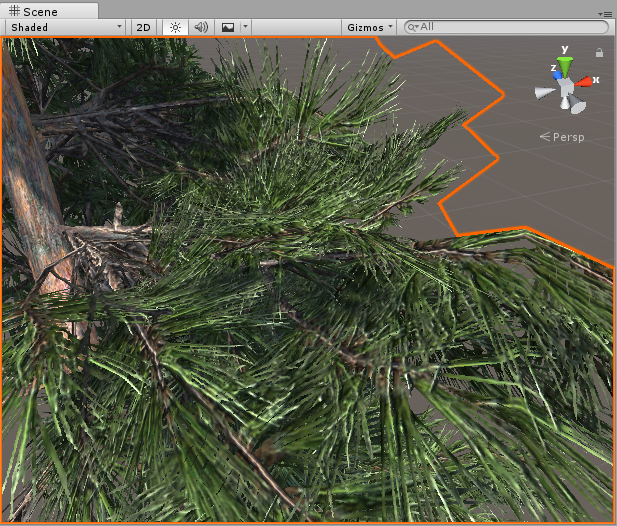 Scene
Shaded
2D
Gizmos
All
y
z
x
Persp